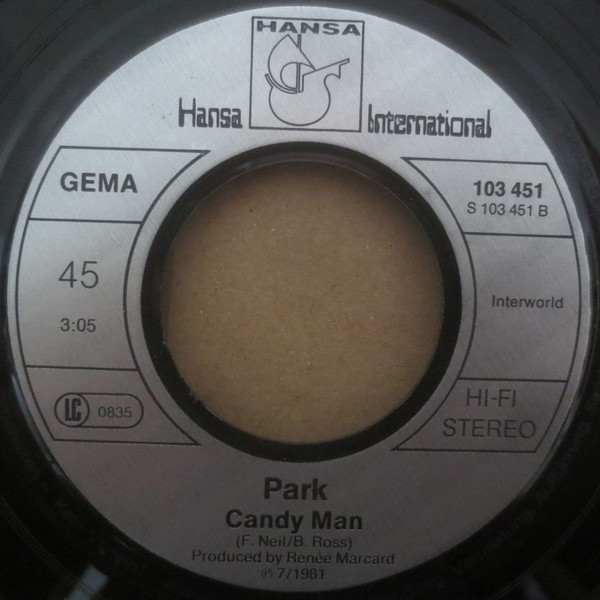 HANSA
Hansa International
GEMA
45
3:05
LC 0835
103 451
S 103 451 B
Interworld
HI-FI
STEREO
Park
Candy Man
(F. Neil/B. Ross)
Produced by Renée Marcard
℗ 7/1981